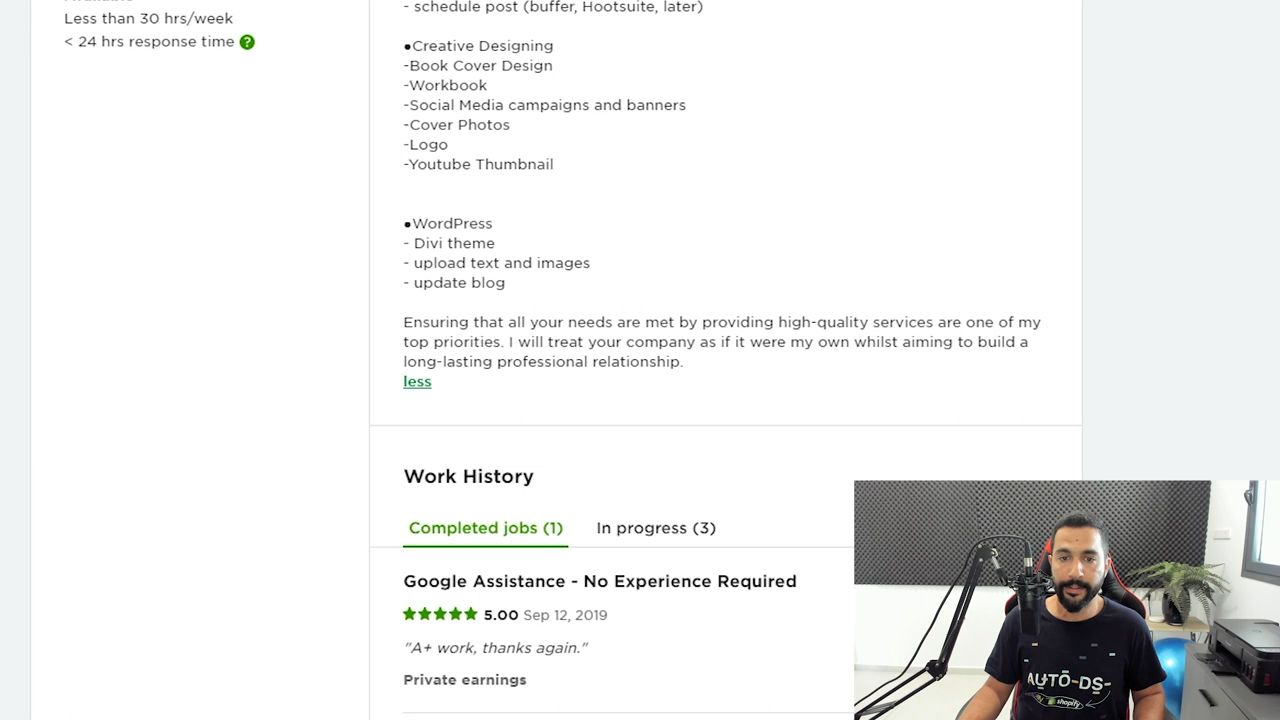 - schedule post (buffer, Hootsuite, later)
Less than 30 hrs/week
< 24 hrs response time ?
●Creative Designing
-Book Cover Design
-Workbook
-Social Media campaigns and banners
-Cover Photos
-Logo
-Youtube Thumbnail
●WordPress
- Divi theme
- upload text and images
- update blog
Ensuring that all your needs are met by providing high-quality services are one of my
top priorities. I will treat your company as if it were my own whilst aiming to build a
long-lasting professional relationship.
less
Work History
Completed jobs (1)
In progress (3)
Google Assistance - No Experience Required
5.00 Sep 12, 2019
"A+ work, thanks again."
Private earnings
AUTO-DS-
shopify